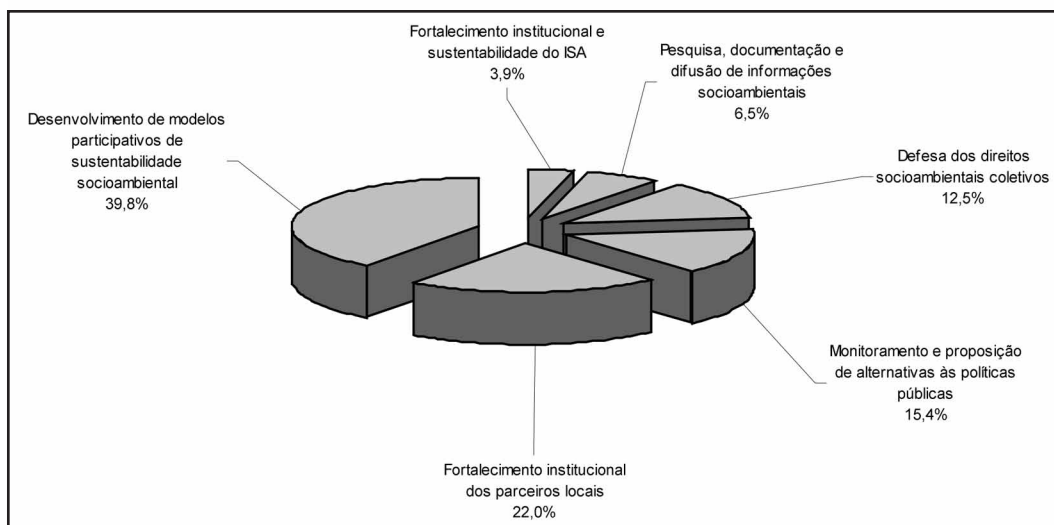 Fortalecimento institucional e
sustentabilidade do ISA
3,9%
Pesquisa, documentação e
difusão de informações
socioambientais
6,5%
Defesa dos direitos
socioambientais coletivos
12,5%
Monitoramento e proposição
de alternativas às políticas
públicas
15,4%
Fortalecimento institucional
dos parceiros locais
22,0%
Desenvolvimento de modelos
participativos de
sustentabilidade
socioambiental
39,8%